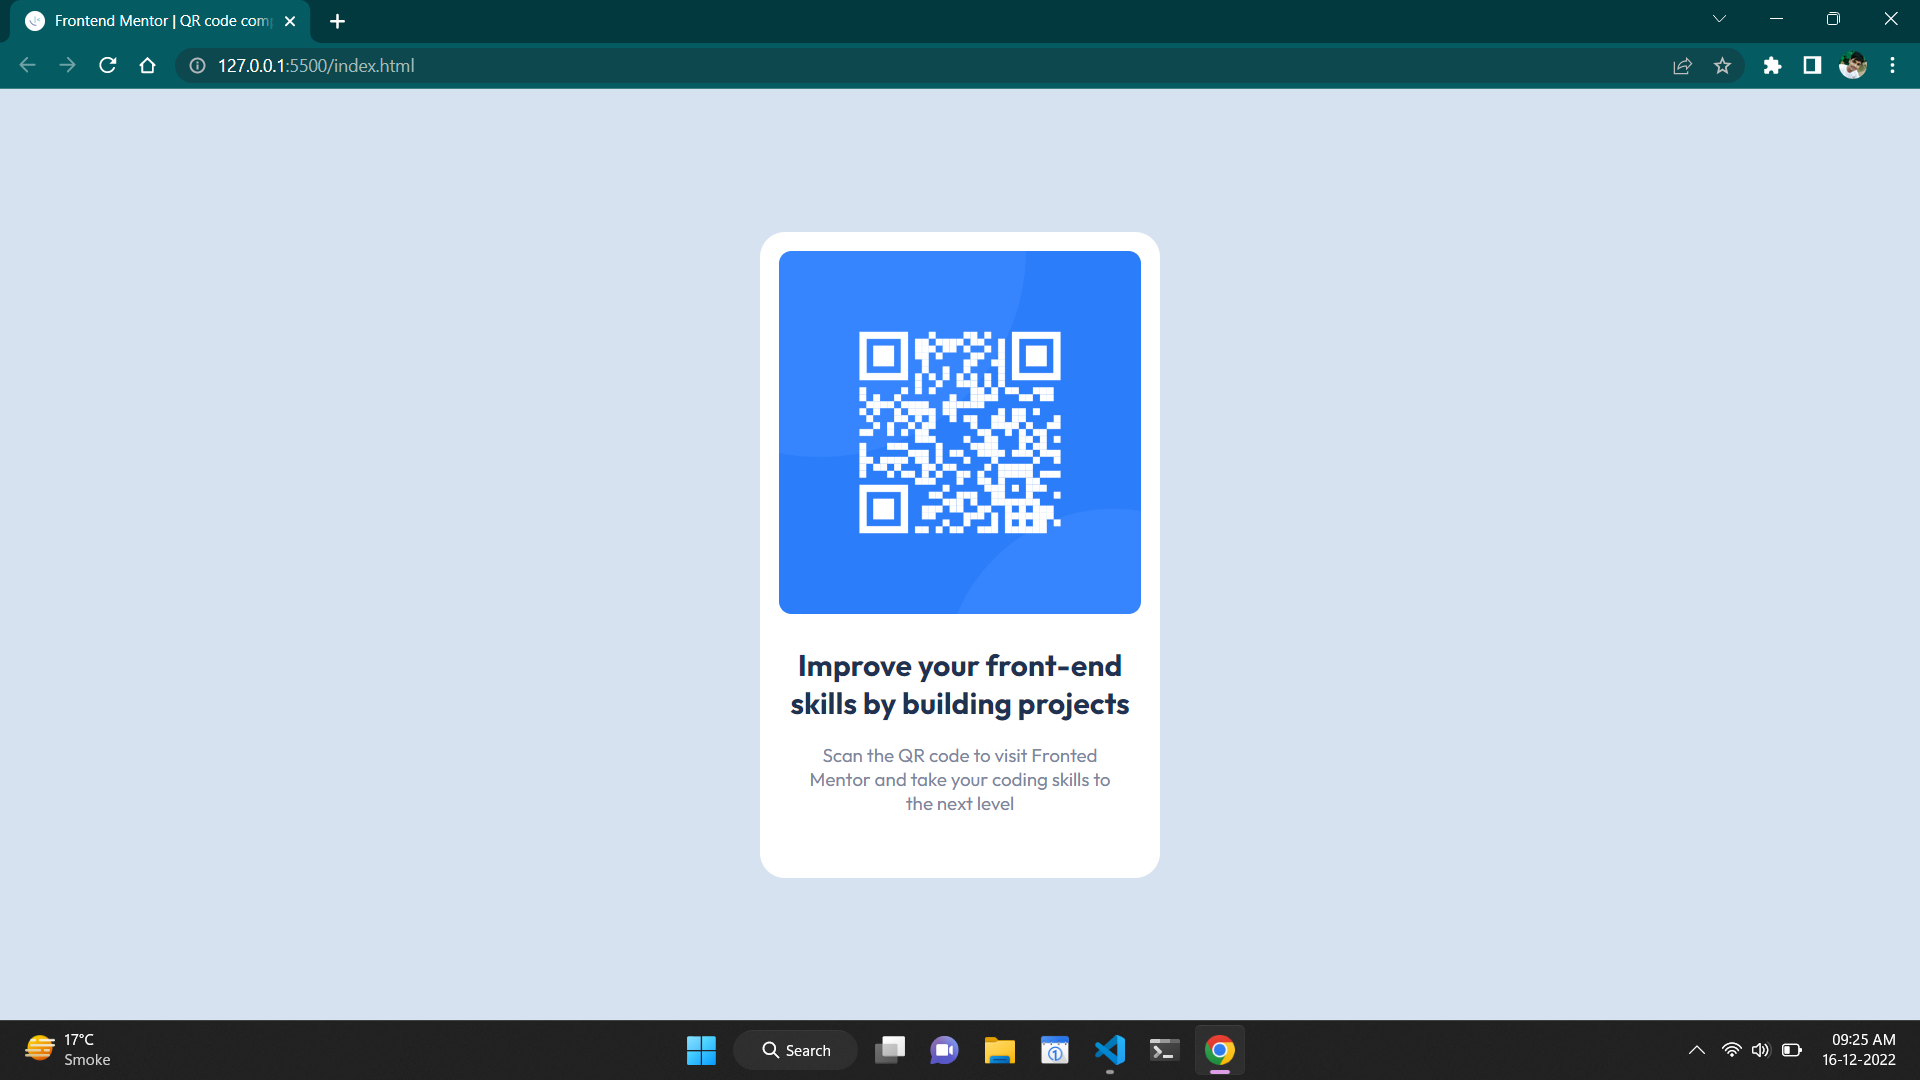 Frontend Mentor | QR code com
127.0.0.1:5500/index.html
Improve your front-end
skills by building projects
Scan the QR code to visit Fronted
Mentor and take your coding skills to
the next level
17°C
Smoke
Search
1
09:25 AM
16-12-2022